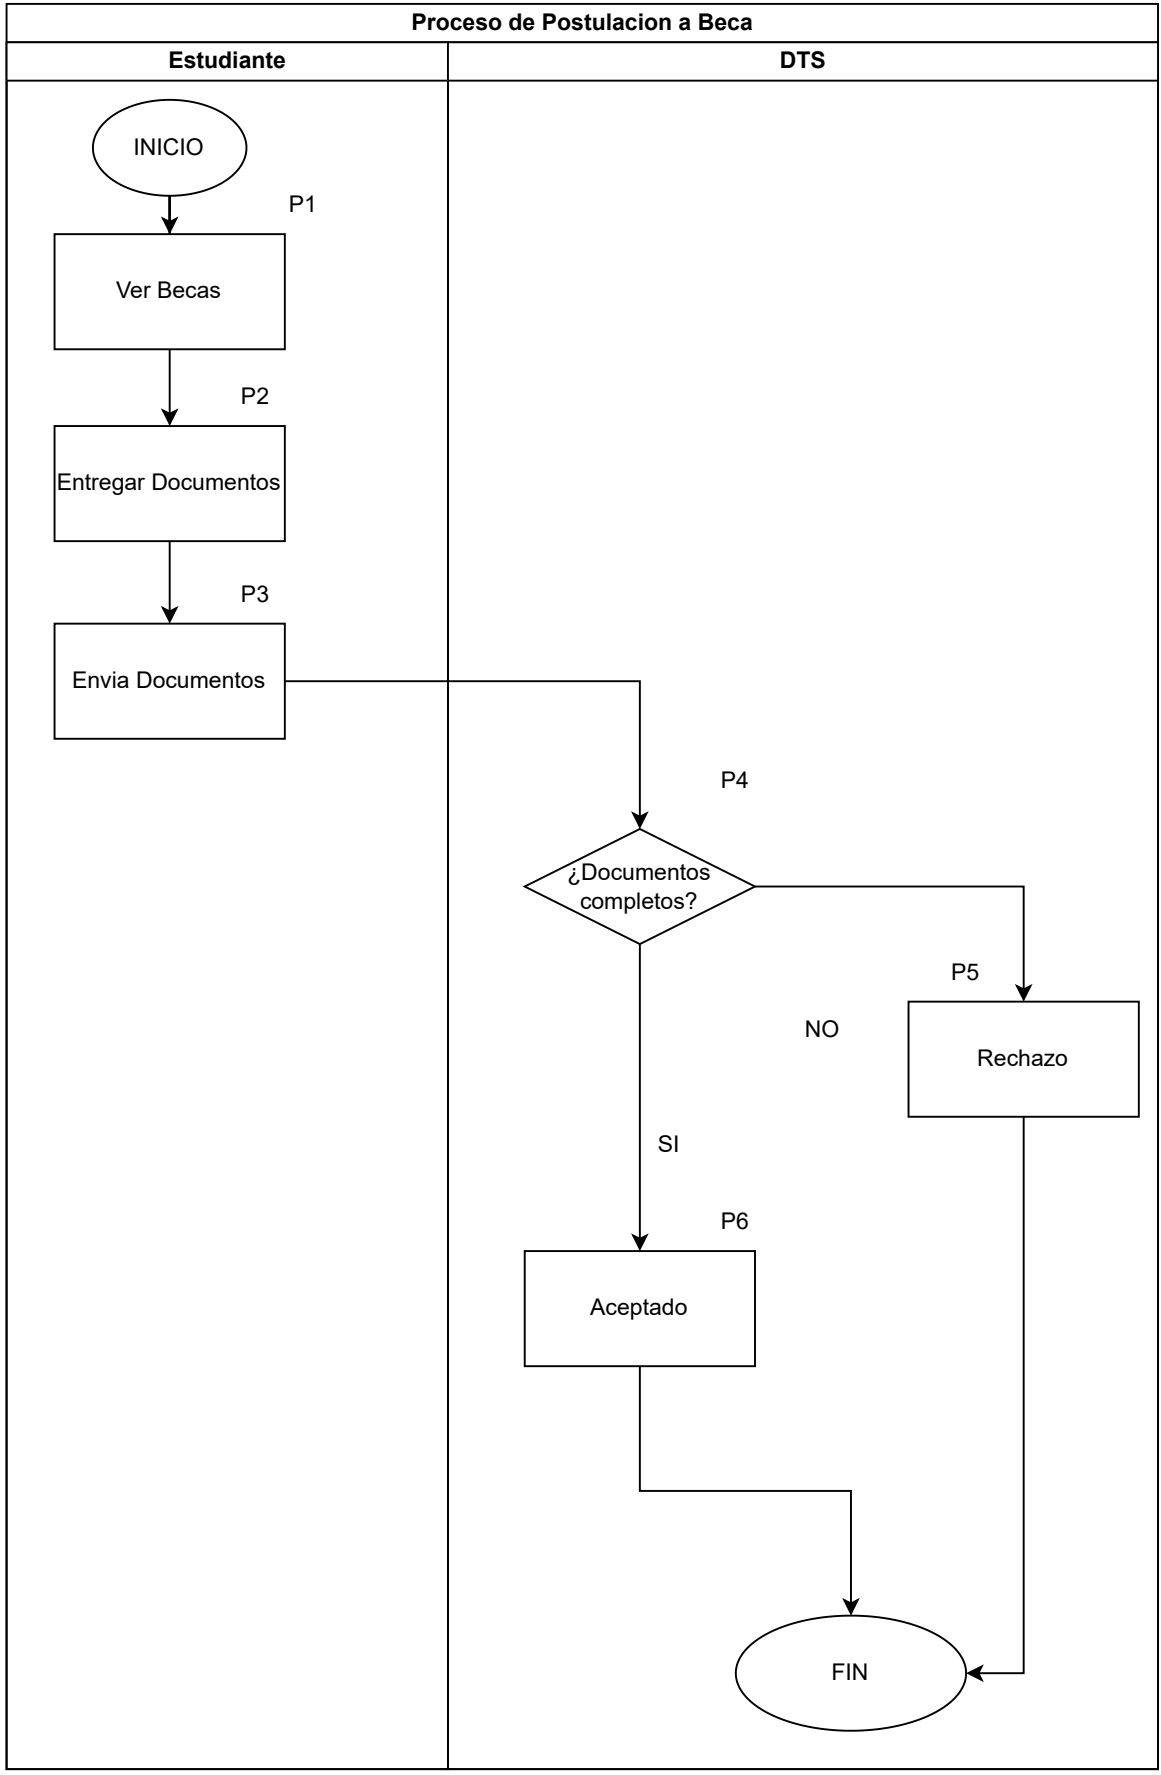 Proceso de Postulacion a Beca
Estudiante
DTS
INICIO
P1
Ver Becas
P2
Entregar Documentos
P3
Envia Documentos
P4
¿Documentos
completos?
P5
NO
Rechazo
SI
P6
Aceptado
FIN